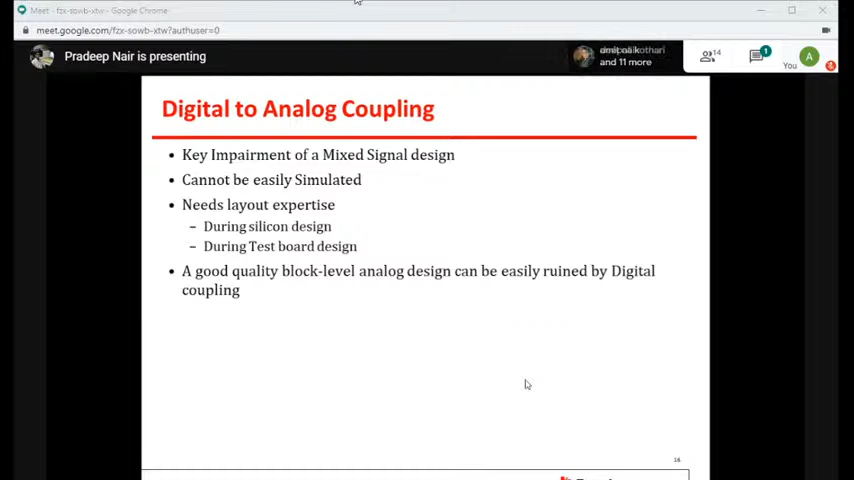 Meet - fzx-sowb-xtw - Google Chrome
meet.google.com/fzx-sowb-xtw?authuser=0
Pradeep Nair is presenting
and 11 more
14
1
You
A
Digital to Analog Coupling
• Key Impairment of a Mixed Signal design
• Cannot be easily Simulated
• Needs layout expertise
– During silicon design
– During Test board design
• A good quality block-level analog design can be easily ruined by Digital
coupling
16